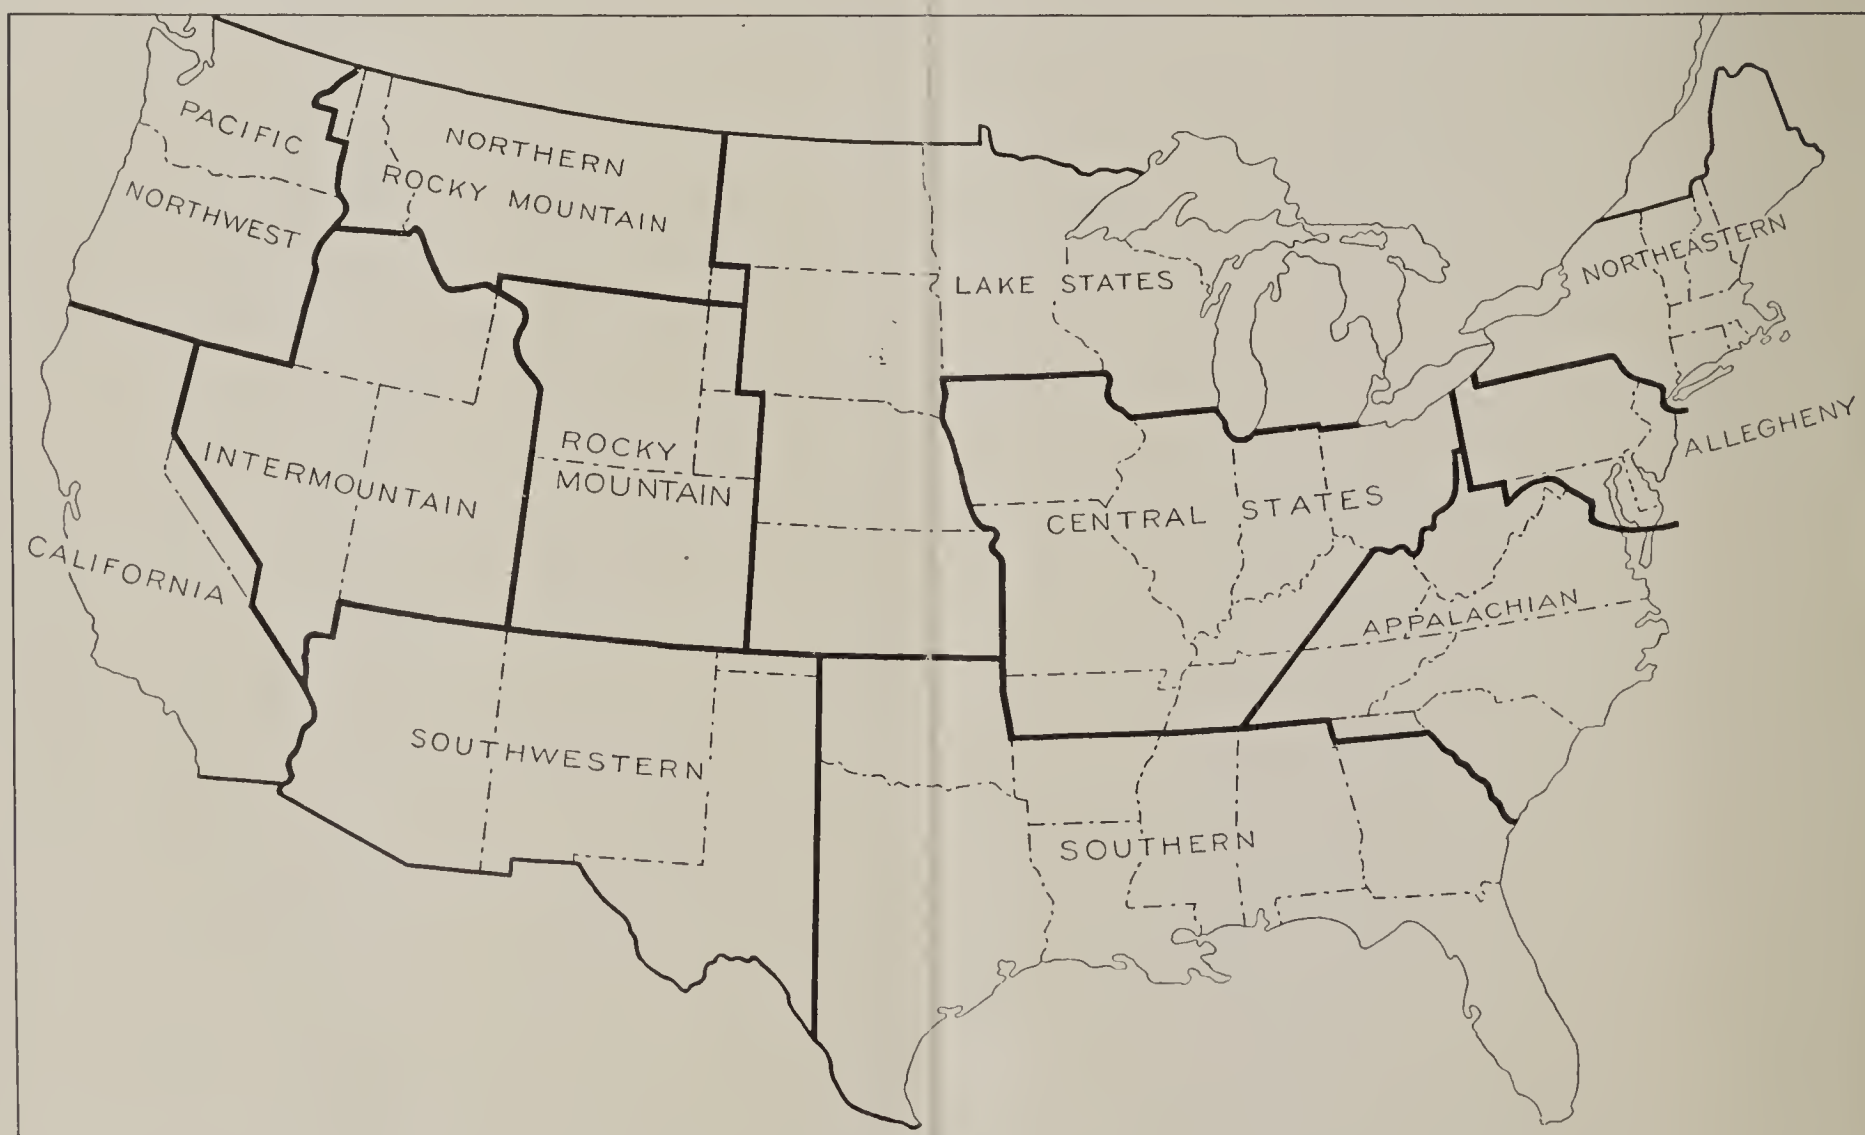 PACIFIC
NORTHWEST
NORTHERN
ROCKY MOUNTAIN
LAKE STATES
NORTHEASTERN
ALLEGHENY
INTERMOUNTAIN
ROCKY
MOUNTAIN
CENTRAL STATES
CALIFORNIA
APPALACHIAN
SOUTHWESTERN
SOUTHERN